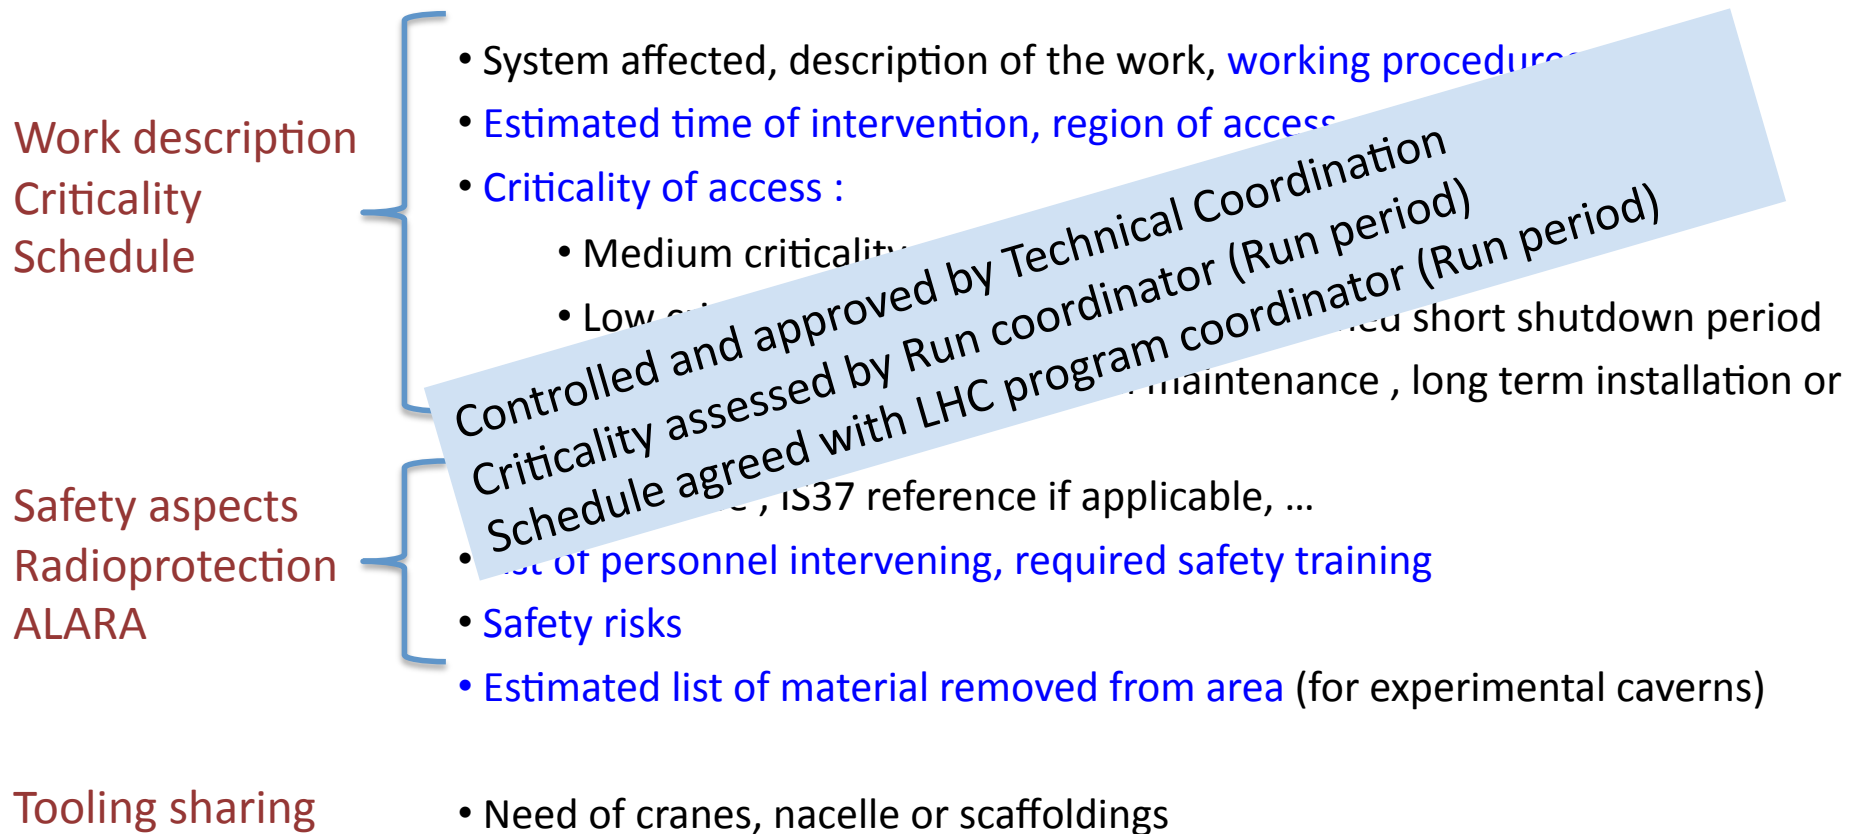 Work description
Criticality
Schedule
• System affected, description of the work, working procedures
• Estimated time of intervention, region of access
• Criticality of access :
• Medium criticality
• Low
short shutdown period
maintenance , long term installation or
Controlled and approved by Technical Coordination
Criticality assessed by Run coordinator (Run period)
Schedule agreed with LHC program coordinator (Run period)
Safety aspects
Radioprotection
ALARA
, IS37 reference if applicable, ...
• List of personnel intervening, required safety training
• Safety risks
• Estimated list of material removed from area (for experimental caverns)
Tooling sharing
• Need of cranes, nacelle or scaffoldings